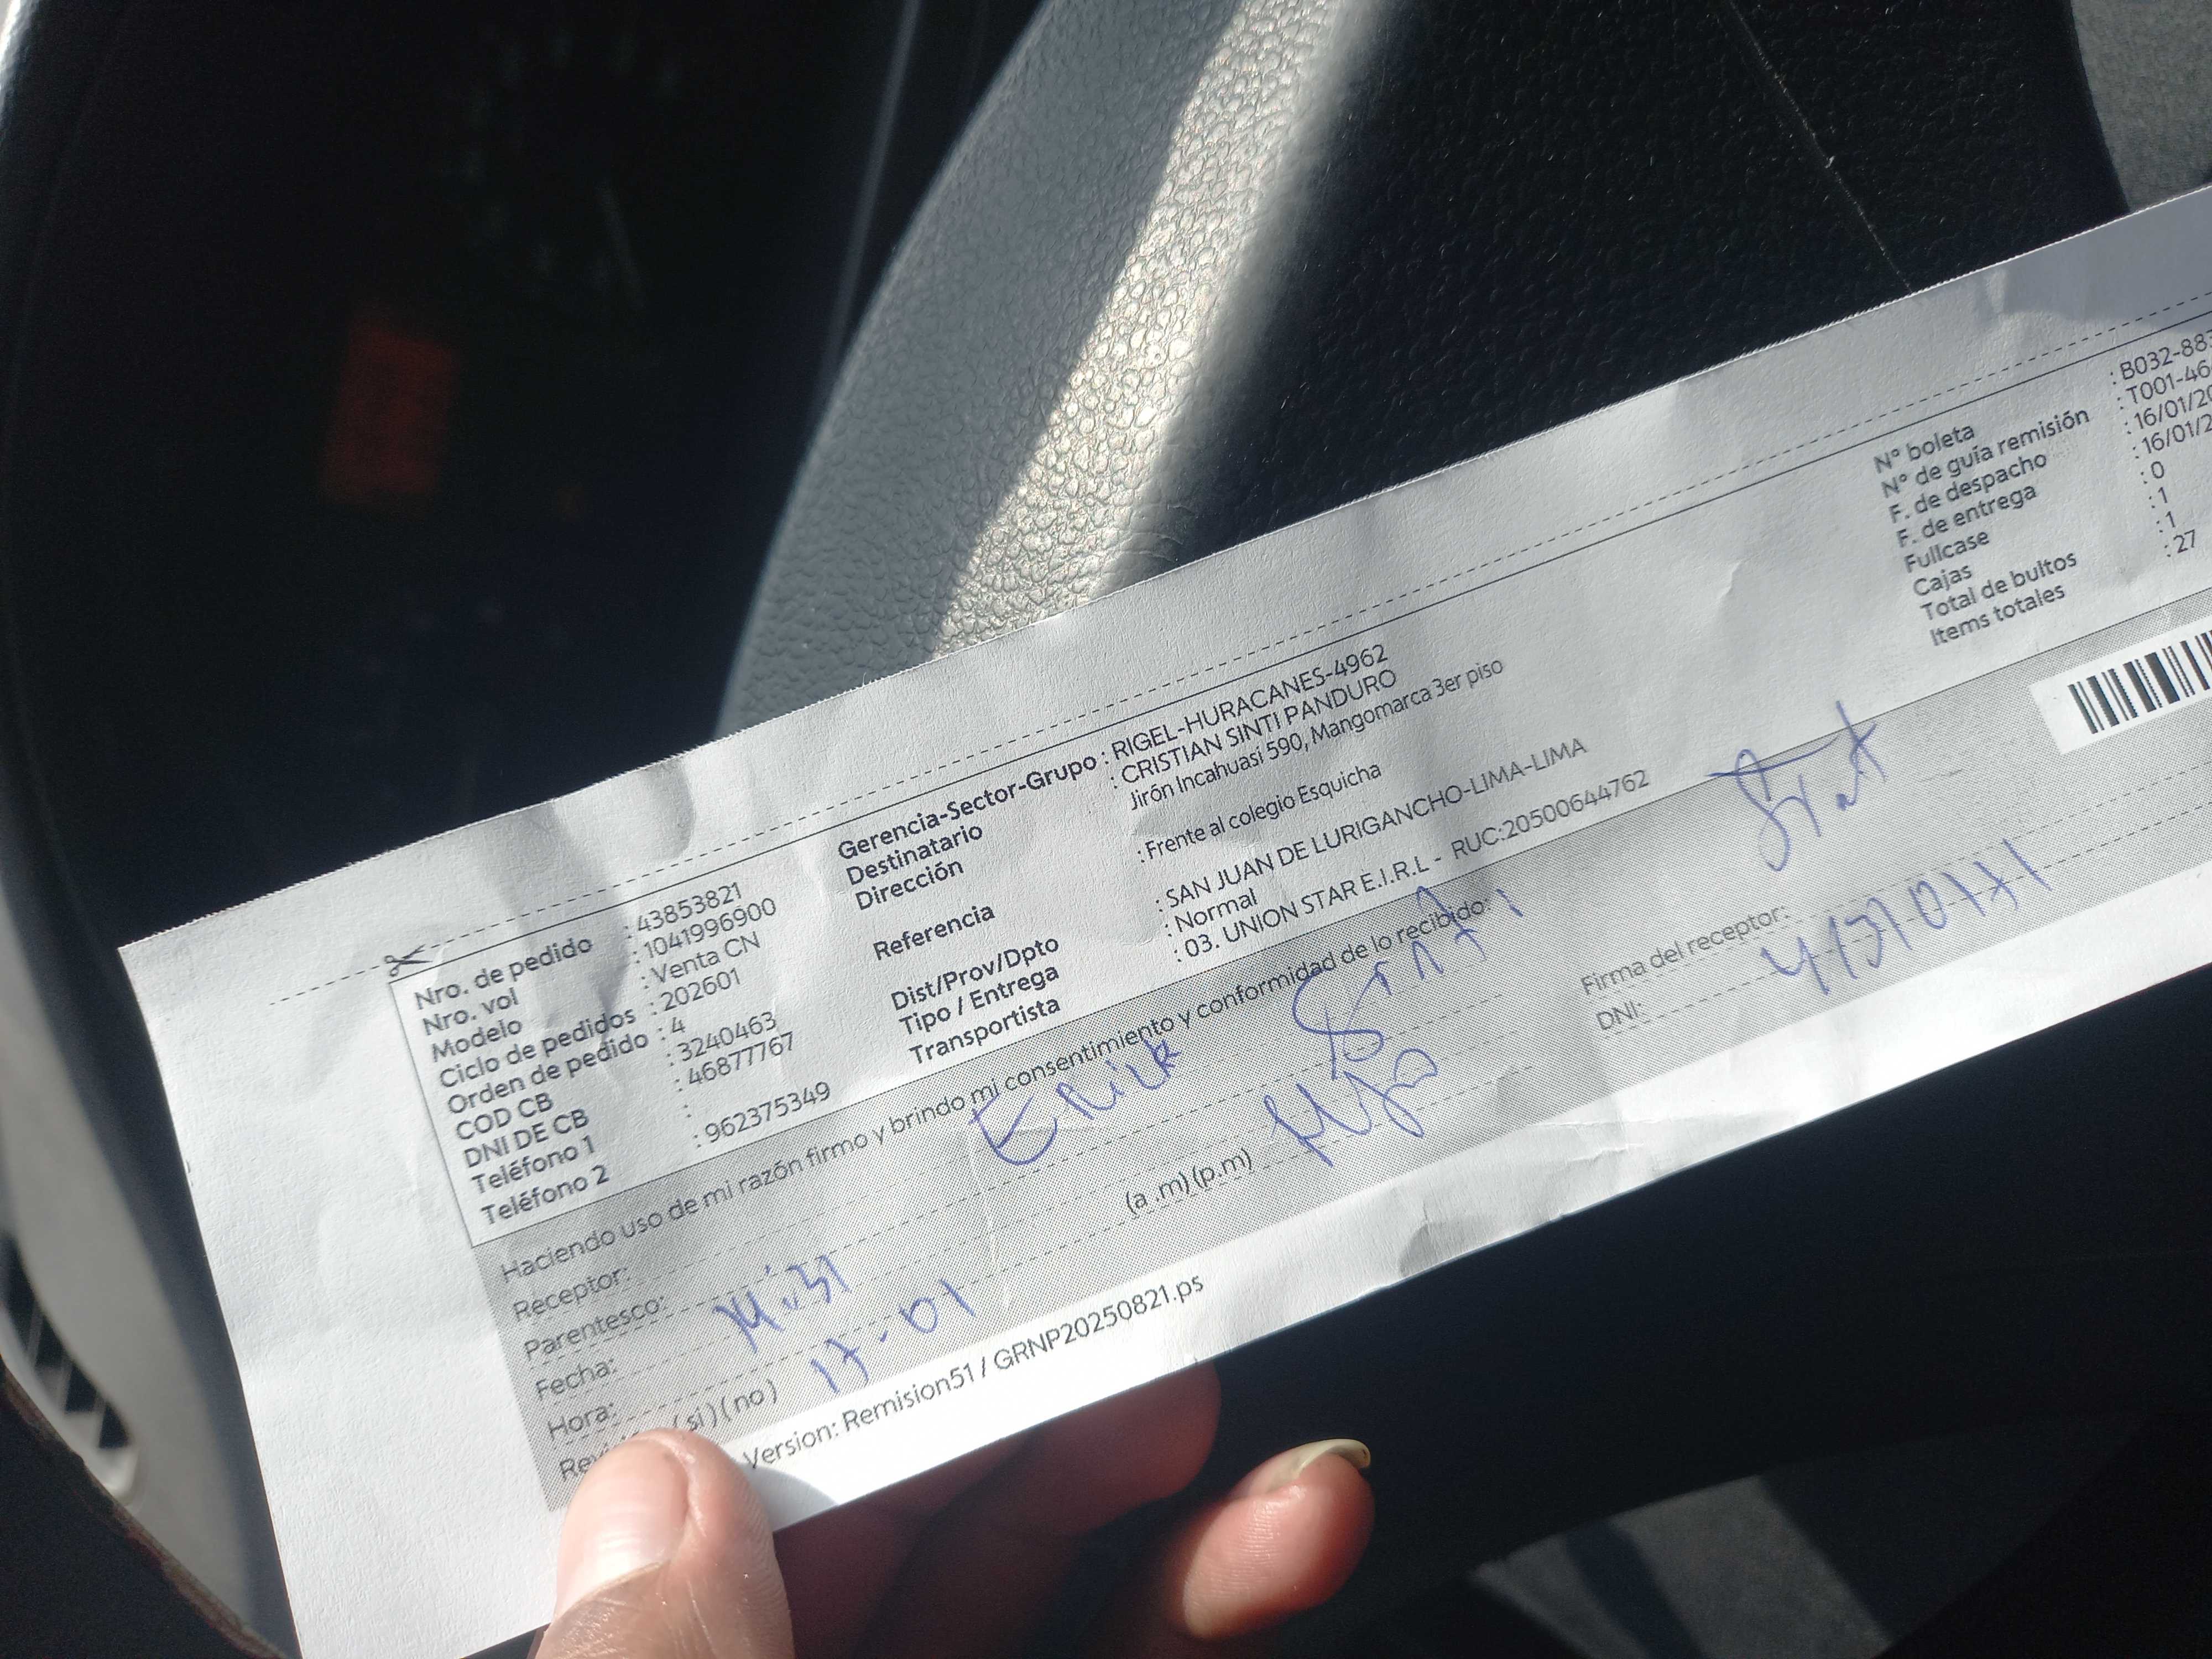 Nro. de pedido : 43853821
Nro. vol : 1041996900
Modelo : Venta CN
Ciclo de pedidos : 202601
Orden de pedido : 4
COD CB : 3240463
DNI DE CB : 46877767
Teléfono 1 :
Teléfono 2 : 962375349
Gerencia-Sector-Grupo : RIGEL-HURACANES-4962
Destinatario : CRISTIAN SINTI PANDURO
Dirección Jirón Incahuasi 590, Mangomarca 3er piso
Referencia : Frente al colegio Esquicha
Dist/Prov/Dpto : SAN JUAN DE LURIGANCHO-LIMA-LIMA
Tipo / Entrega : Normal
Transportista : 03. UNION STAR E.I.R.L - RUC:20500644762
N° boleta : B032-88
N° de guía remisión : T001-46
F. de despacho : 16/01/20
F. de entrega : 16/01/2
Fullcase : 0
Cajas : 1
Total de bultos : 1
Items totales : 27
Haciendo uso de mi razón firmo y brindo mi consentimiento y conformidad de lo recibido:
Receptor: Erick
Parentesco:
Fecha:
Hora: 17-01
(a .m) (p.m)
(si) (no)
Firma del receptor:
DNI:
Version: Remision51 / GRNP20250821.ps